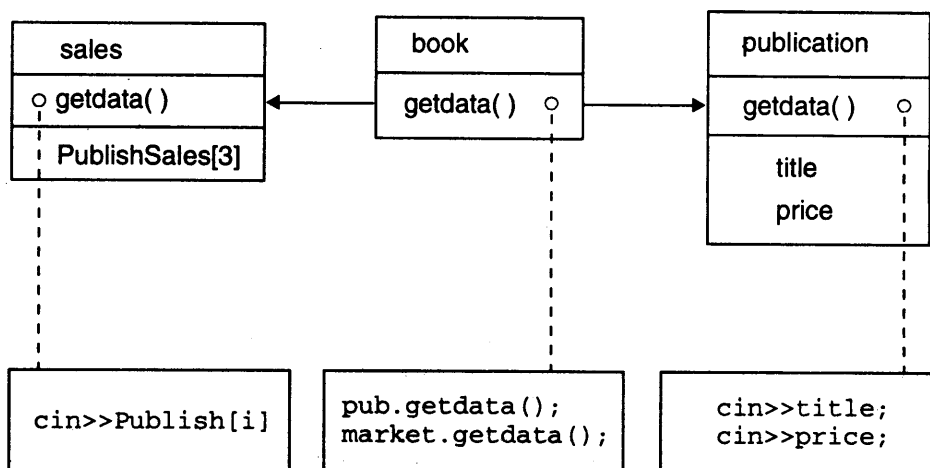 sales
getdata( )
PublishSales[3]
book
getdata( )
publication
getdata( )
title
price
cin>>Publish[i]
pub.getdata();
market.getdata();
cin>>title;
cin>>price;